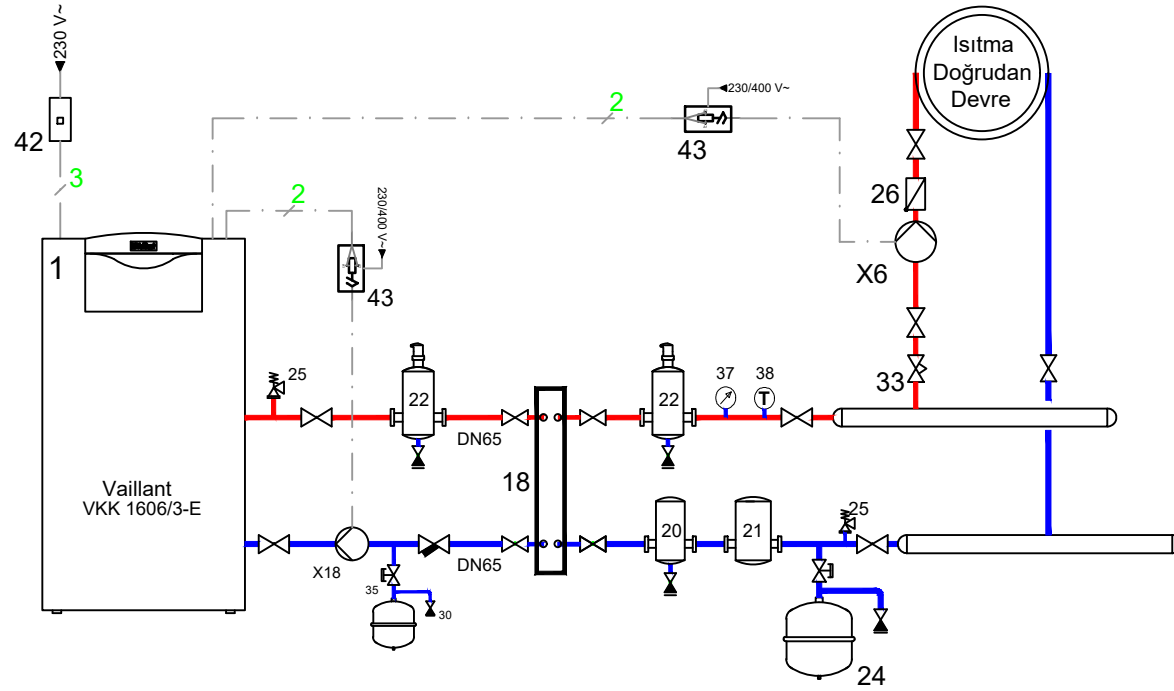 230 V~
42
3
2
230/400 V~
43
2
230/400 V~
43
Isıtma
Doğrudan
Devre
26
X6
33
1
25
22
DN65
18
22
37
38
T
Vaillant
VKK 1606/3-E
X18
35
30
DN65
20
21
25
24